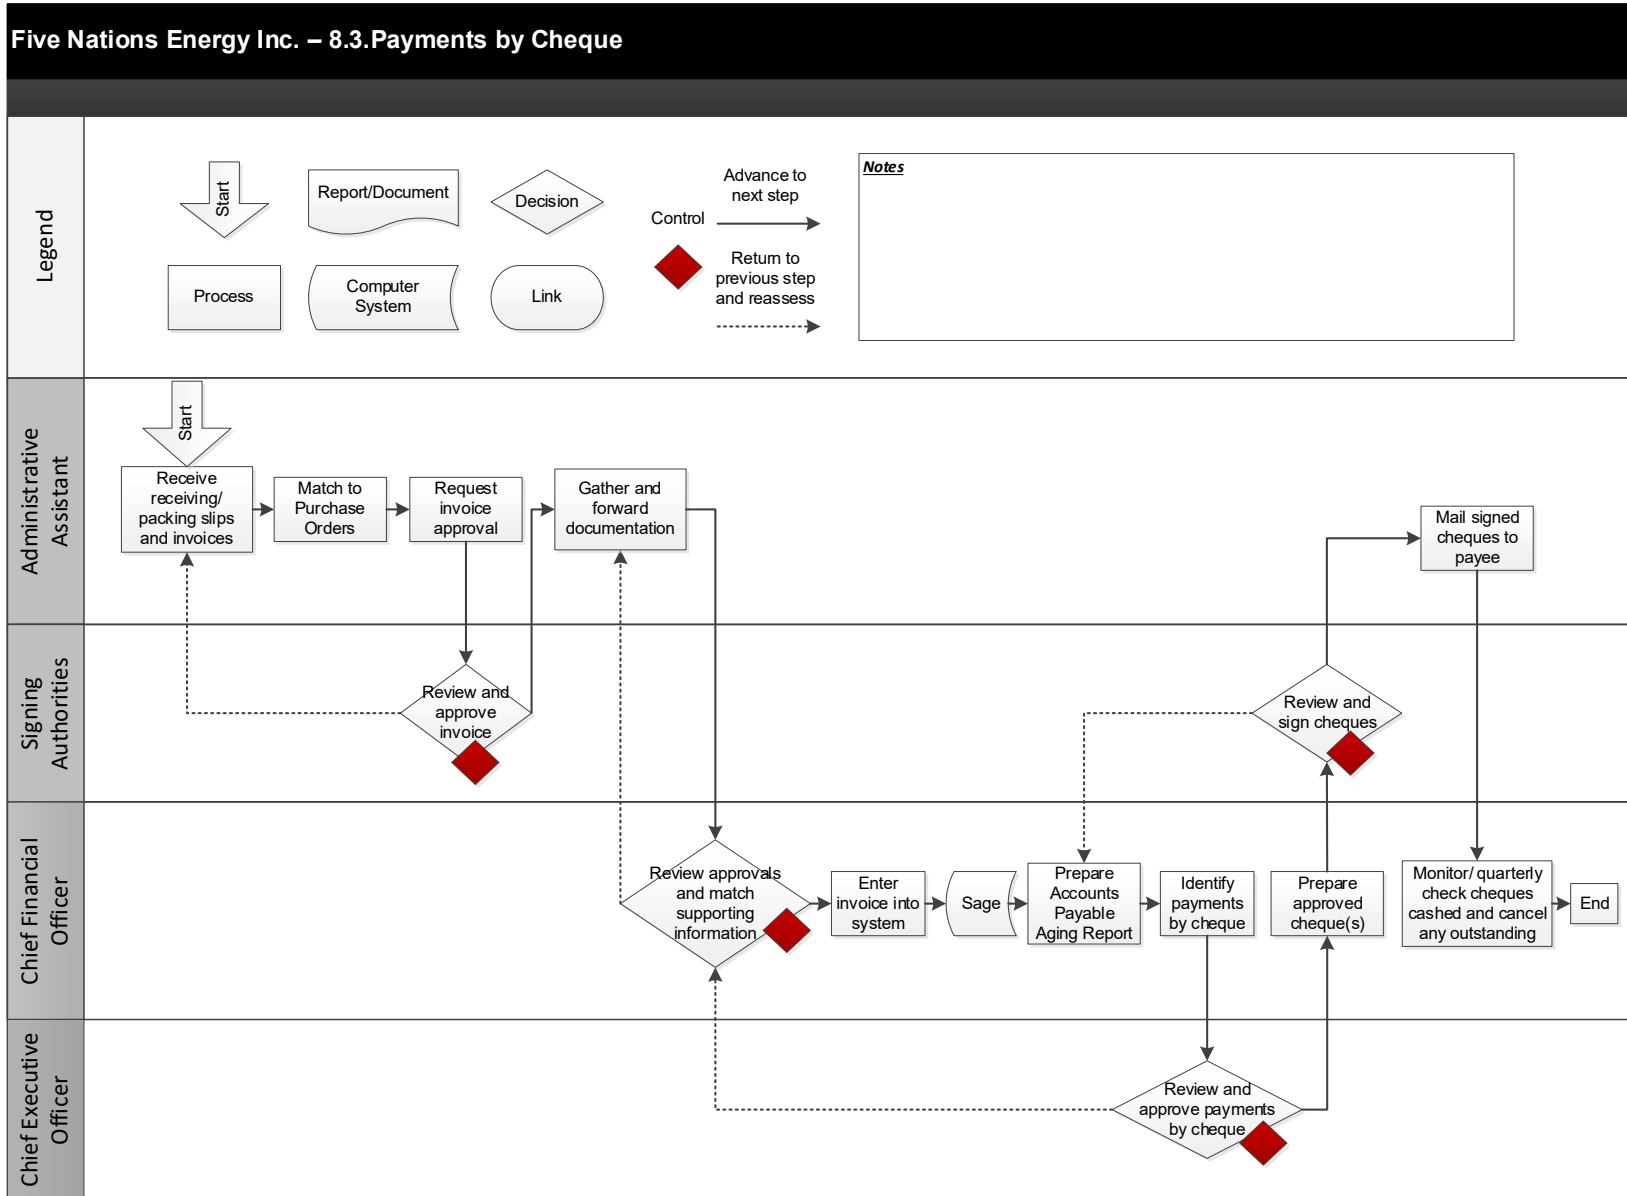 Five Nations Energy Inc. – 8.3.Payments by Cheque
Legend
Start
Report/Document
Decision
Process
Computer
System
Link
Control
Advance to
next step
Return to
previous step
and reassess
Notes
Administrative
Assistant
Start
Receive
receiving/
packing slips
and invoices
Match to
Purchase
Orders
Request
invoice
approval
Gather and
forward
documentation
Mail signed
cheques to
payee
Signing
Authorities
Review and
approve
invoice
Review and
sign cheques
Chief Financial
Officer
Review approvals
and match
supporting
information
Enter
invoice into
system
Sage
Prepare
Accounts
Payable
Aging Report
Identify
payments
by cheque
Prepare
approved
cheque(s)
Monitor/ quarterly
check cheques
cashed and cancel
any outstanding
End
Chief Executive
Officer
Review and
approve payments
by cheque